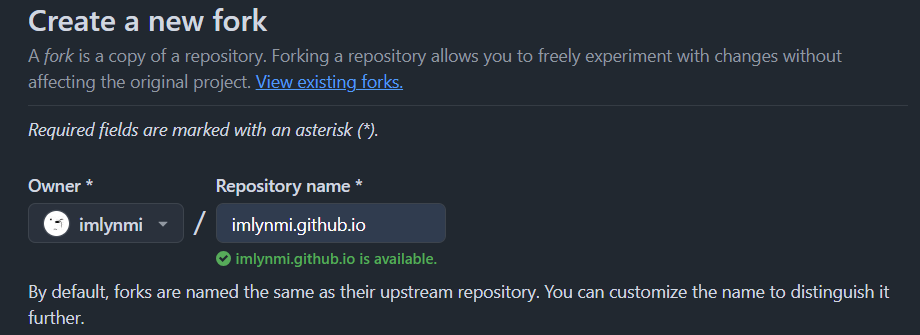 Create a new fork
A fork is a copy of a repository. Forking a repository allows you to freely experiment with changes without
affecting the original project. View existing forks.
Required fields are marked with an asterisk (*).
Owner *
Repository name *
imlynmi
/
imlynmi.github.io
imlynmi.github.io is available.
By default, forks are named the same as their upstream repository. You can customize the name to distinguish it
further.